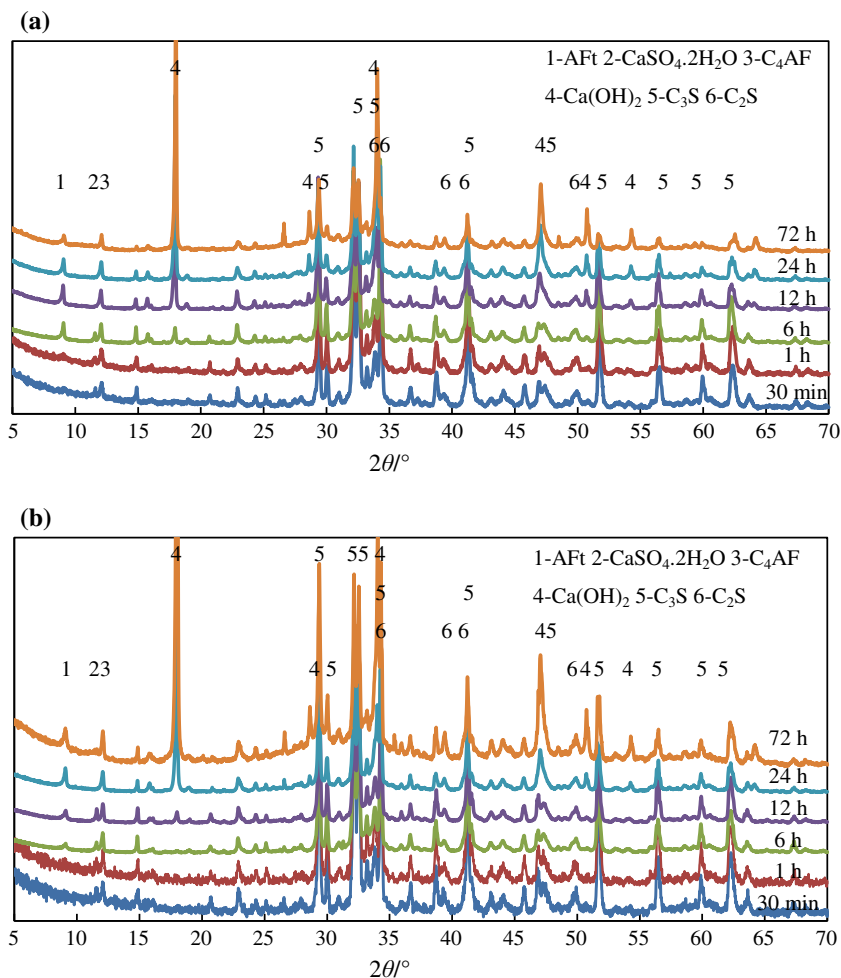 (a)
1-AFt 2-CaSO4.2H2O 3-C4AF
4 4
4-Ca(OH)2 5-C3S 6-C2S
5 5
5 66 5 45
1 23 4 5 6 6 64 5 4 5 5 5
72 h
24 h
12 h
6 h
1 h
30 min
5 10 15 20 25 30 35 40 45 50 55 60 65 70
2θ/°
(b)
4 5 55 4 1-AFt 2-CaSO4.2H2O 3-C4AF
5 5 4-Ca(OH)2 5-C3S 6-C2S
6 6 6 45
1 23 4 5 6 4 5 4 5 5 5
72 h
24 h
12 h
6 h
1 h
30 min
5 10 15 20 25 30 35 40 45 50 55 60 65 70
2θ/°